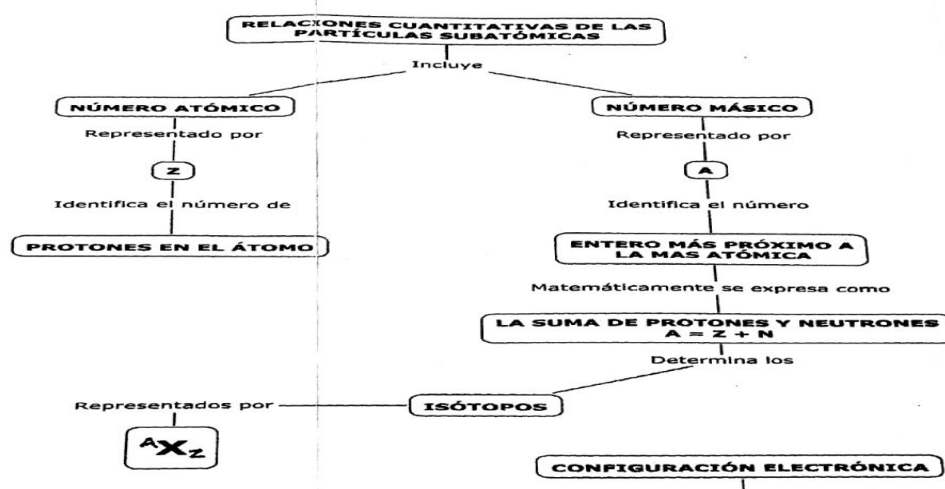 RELACIONES CUANTITATIVAS DE LAS
PARTÍCULAS SUBATÓMICAS
Incluye
NÚMERO ATÓMICO
Representado por
Z
Identifica el número de
PROTONES EN EL ÁTOMO
NÚMERO MÁSICO
Representado por
A
Identifica el número
ENTERO MÁS PRÓXIMO A
LA MAS ATÓMICA
Matemáticamente se expresa como
LA SUMA DE PROTONES Y NEUTRONES
A = Z + N
Determina los
ISÓTOPOS
Representados por
AXZ
CONFIGURACIÓN ELECTRÓNICA